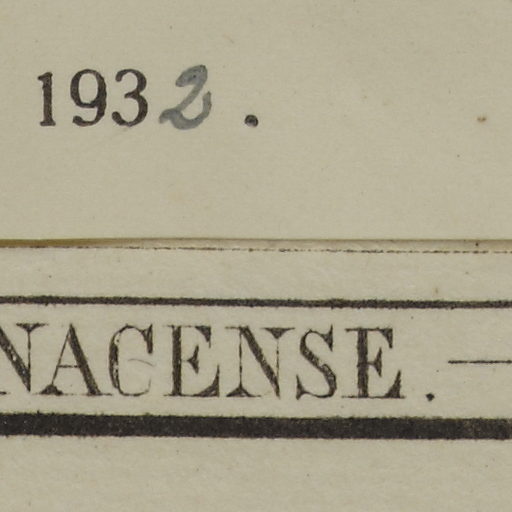 1932.
NACENSE. —